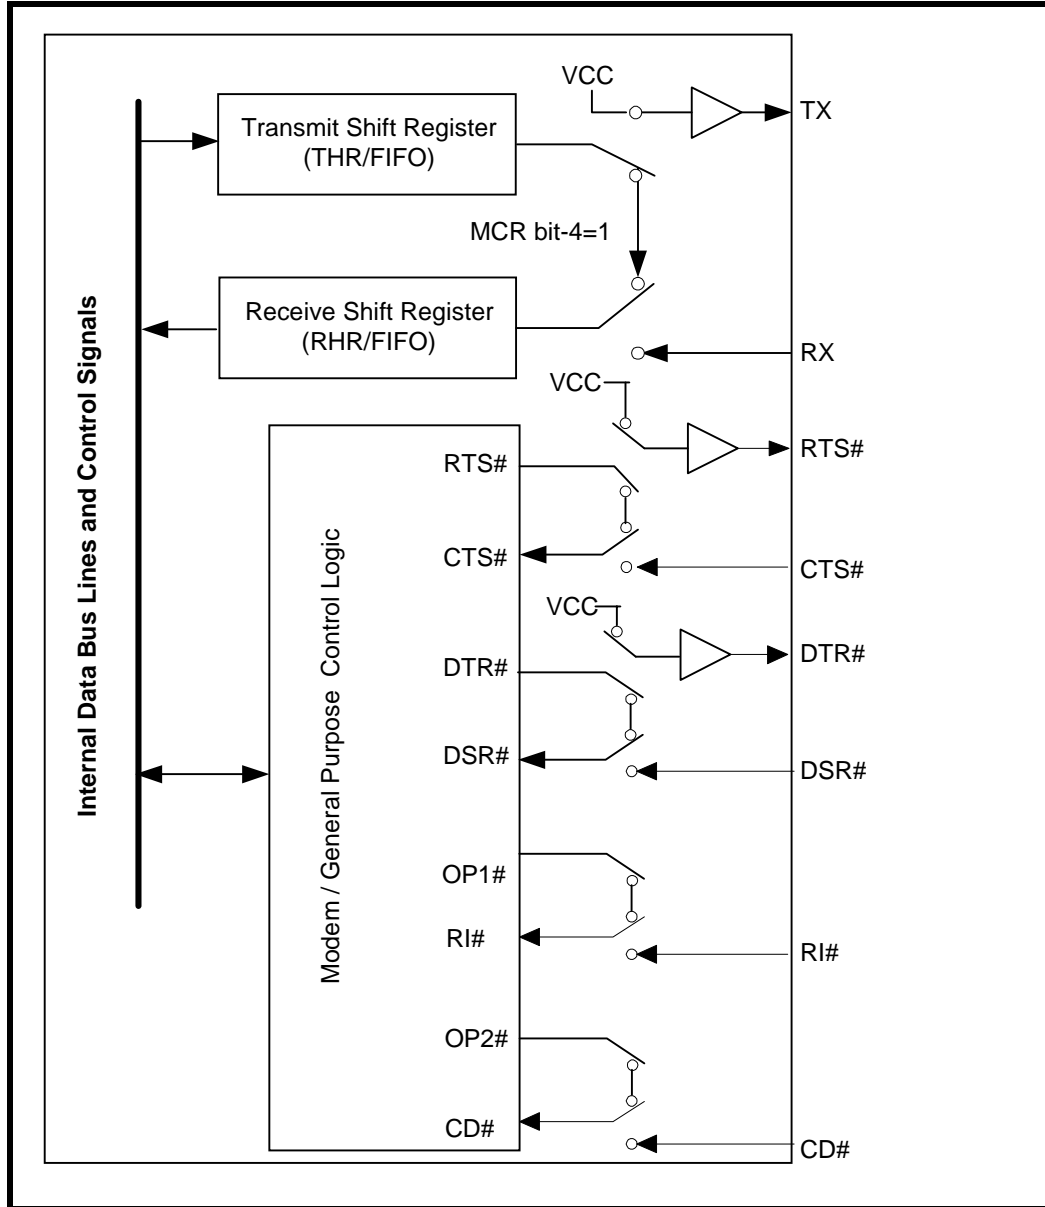 VCC
TX
Transmit Shift Register
(THR/FIFO)
MCR bit-4=1
Receive Shift Register
(RHR/FIFO)
RX
VCC
RTS#
RTS#
CTS#
CTS#
VCC
DTR#
DTR#
DSR#
DSR#
OP1#
RI#
RI#
OP2#
CD#
CD#
Internal Data Bus Lines and Control Signals
Modem / General Purpose Control Logic